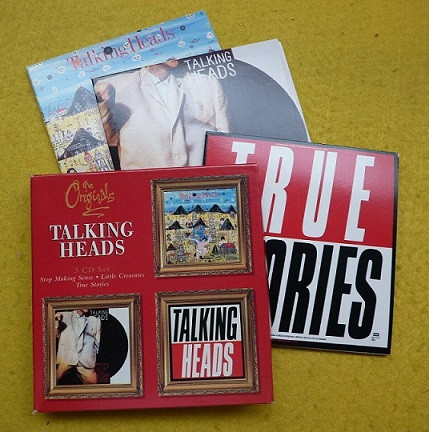 Talking Heads
TALKING
HEADS
TRUE
ORIES
the
Originals
TALKING
HEADS
3 CD Set
Stop Making Sense • Little Creatures
True Stories
TALKING
HEADS
TALKING
HEADS